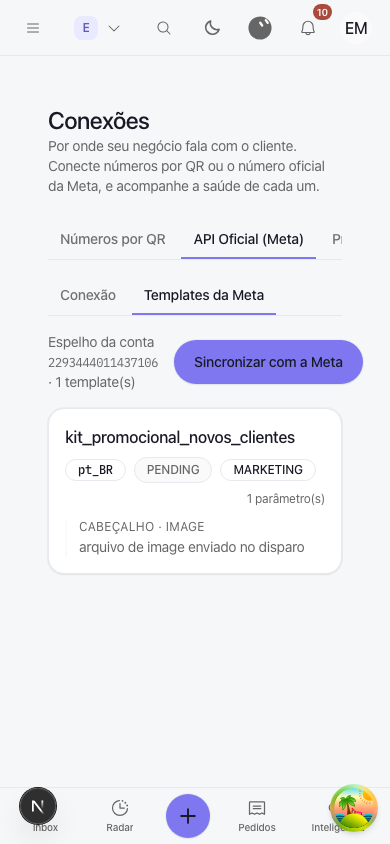 E
10
EM
Conexões
Por onde seu negócio fala com o cliente.
Conecte números por QR ou o número oficial
da Meta, e acompanhe a saúde de cada um.
Números por QR
API Oficial (Meta)
Conexão
Templates da Meta
Espelho da conta
2293444011437106
· 1 template(s)
Sincronizar com a Meta
kit_promocional_novos_clientes
pt_BR
PENDING
MARKETING
1 parâmetro(s)
CABEÇALHO · IMAGE
arquivo de image enviado no disparo
N
Inbox
Radar
Pedidos